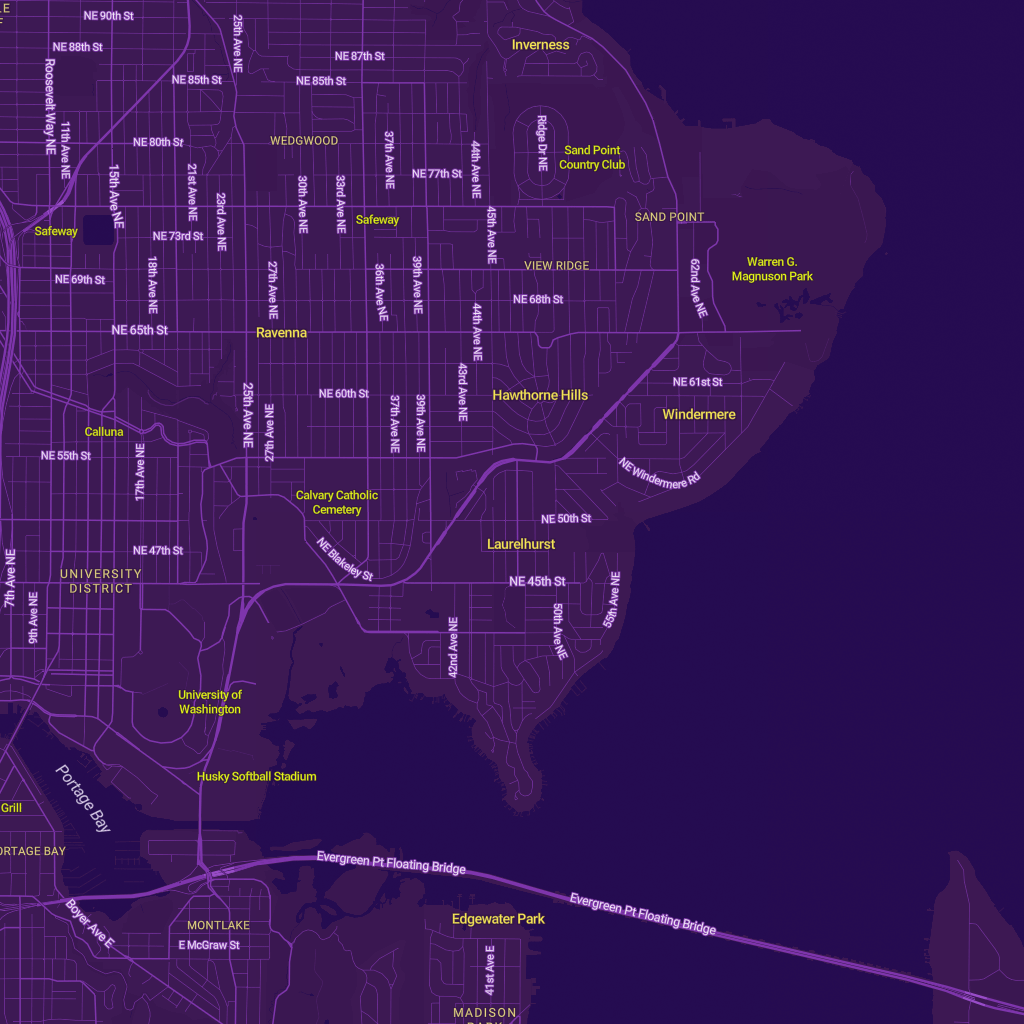 NE 90th St
NE 88th St
25th Ave NE
Inverness
NE 87th St
NE 85th St
NE 85th St
Roosevelt Way NE
11th Ave NE
NE 80th St
WEDGWOOD
37th Ave NE
44th Ave NE
Ridge Dr NE
Sand Point
Country Club
15th Ave NE
21st Ave NE
23rd Ave NE
30th Ave NE
33rd Ave NE
NE 77th St
Safeway
Safeway
45th Ave NE
SAND POINT
NE 73rd St
18th Ave NE
27th Ave NE
36th Ave NE
39th Ave NE
VIEW RIDGE
62nd Ave NE
Warren G.
Magnuson Park
NE 69th St
NE 68th St
44th Ave NE
NE 65th St
Ravenna
43rd Ave NE
NE 61st St
25th Ave NE
27th Ave NE
NE 60th St
37th Ave NE
39th Ave NE
Hawthorne Hills
Windermere
Calluna
17th Ave NE
NE 55th St
NE Windermere Rd
Calvary Catholic
Cemetery
NE 50th St
NE 47th St
NE Blakeley St
Laurelhurst
7th Ave NE
UNIVERSITY
DISTRICT
NE 45th St
9th Ave NE
42nd Ave NE
50th Ave NE
55th Ave NE
University of
Washington
Portage Bay
Husky Softball Stadium
Grill
ORTAGE BAY
Evergreen Pt Floating Bridge
Evergreen Pt Floating Bridge
Boyer Ave E
MONTLAKE
E McGraw St
Edgewater Park
41st Ave E
MADISON
PARK